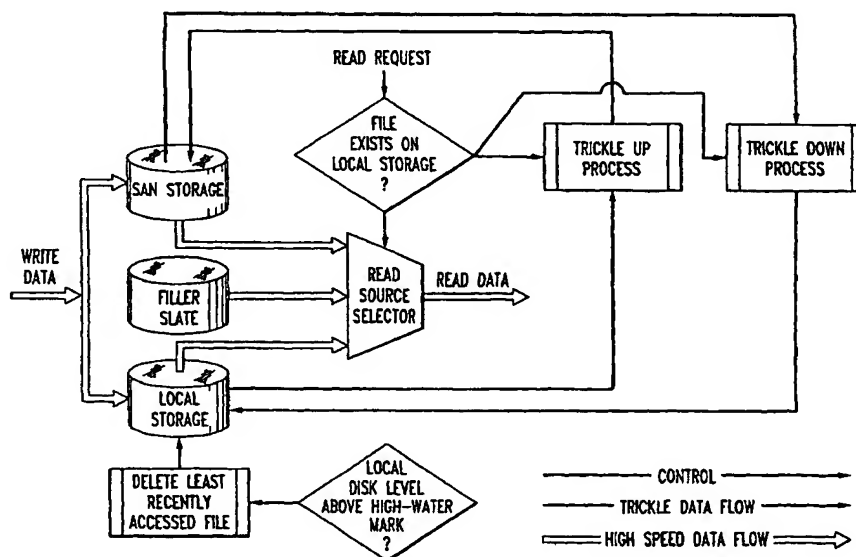 READ REQUEST
FILE
EXISTS ON
LOCAL STORAGE
?
TRICKLE UP
PROCESS
TRICKLE DOWN
PROCESS
SAN STORAGE
WRITE
DATA
FILLER
SLATE
READ
SOURCE
SELECTOR
READ DATA
LOCAL
STORAGE
DELETE LEAST
RECENTLY
ACCESSED FILE
LOCAL
DISK LEVEL
ABOVE HIGH-WATER
MARK
?
CONTROL
TRICKLE DATA FLOW
HIGH SPEED DATA FLOW